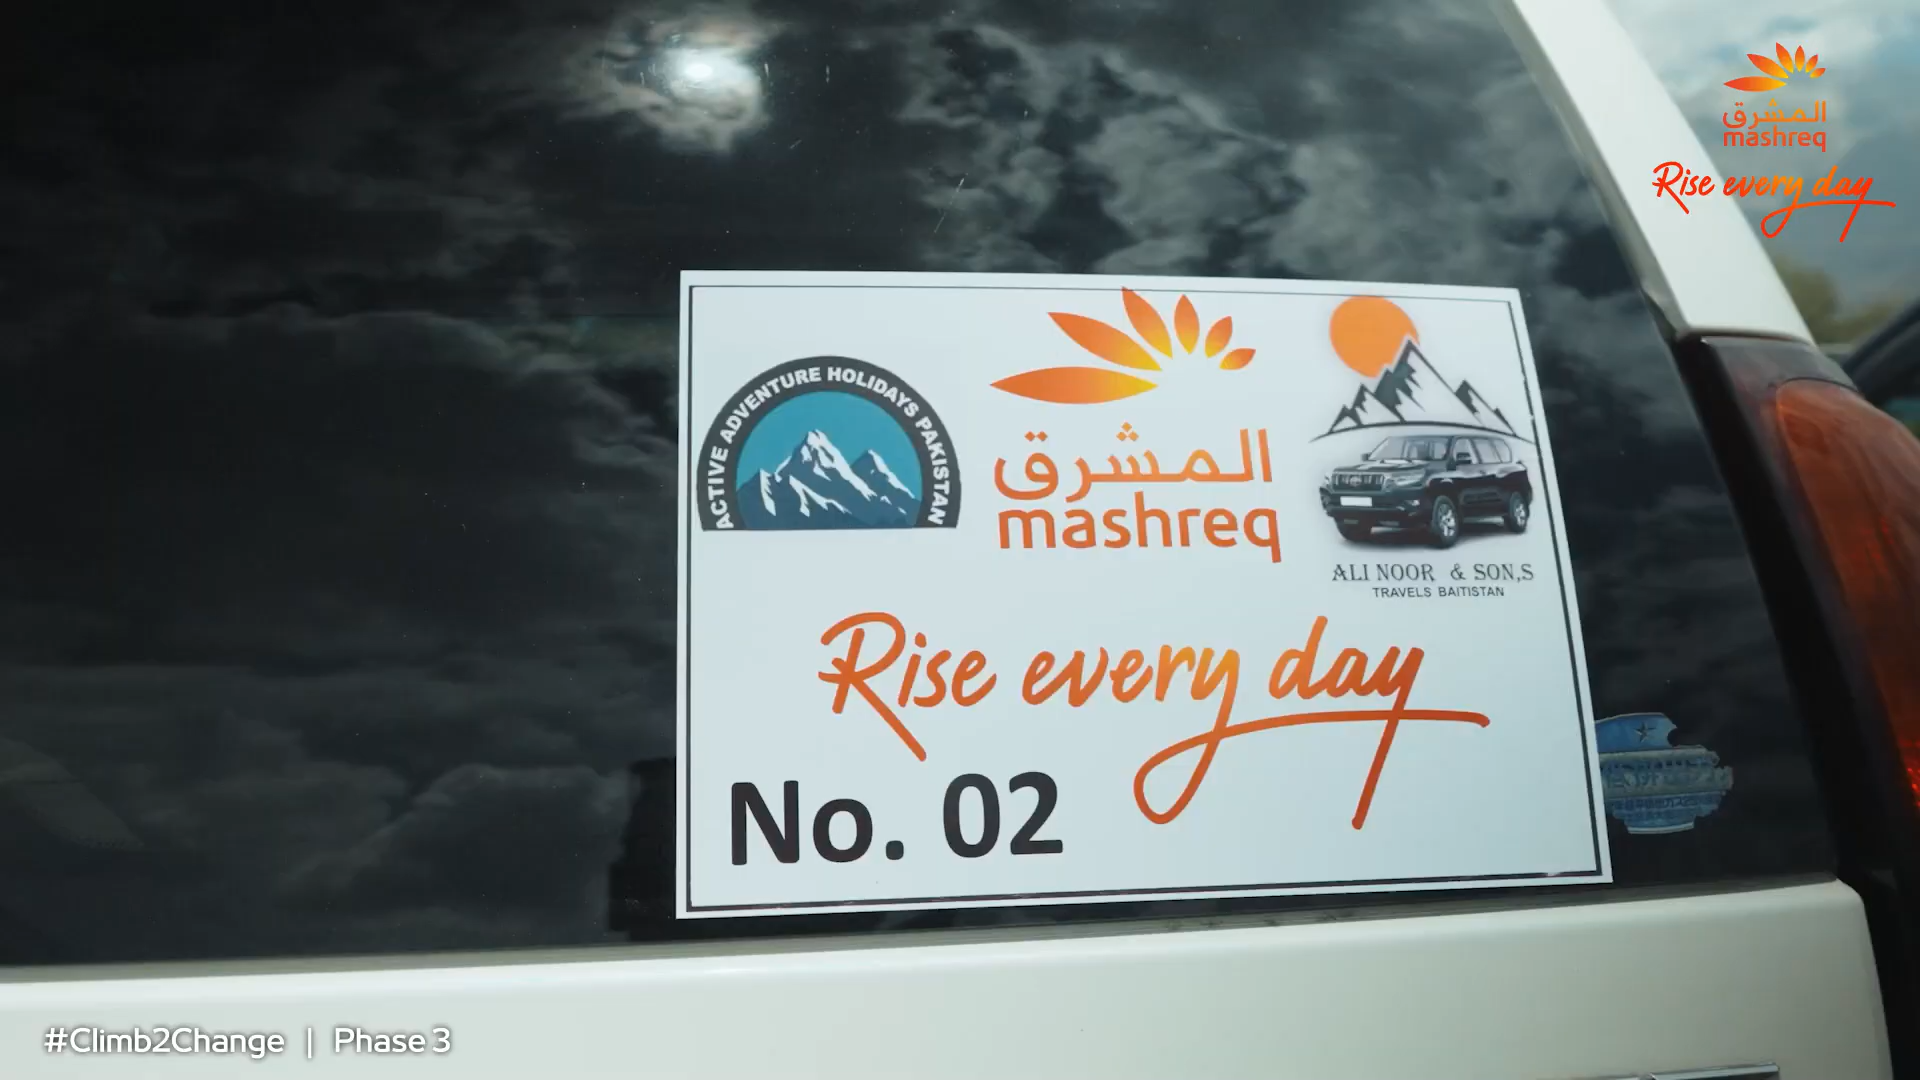 المشرق
mashreq
Rise every day
ACTIVE ADVENTURE HOLIDAYS PAKISTAN
المشرق
mashreq
ALI NOOR & SON,S
TRAVELS BAITISTAN
Rise every day
No. 02
#Climb2Change | Phase 3